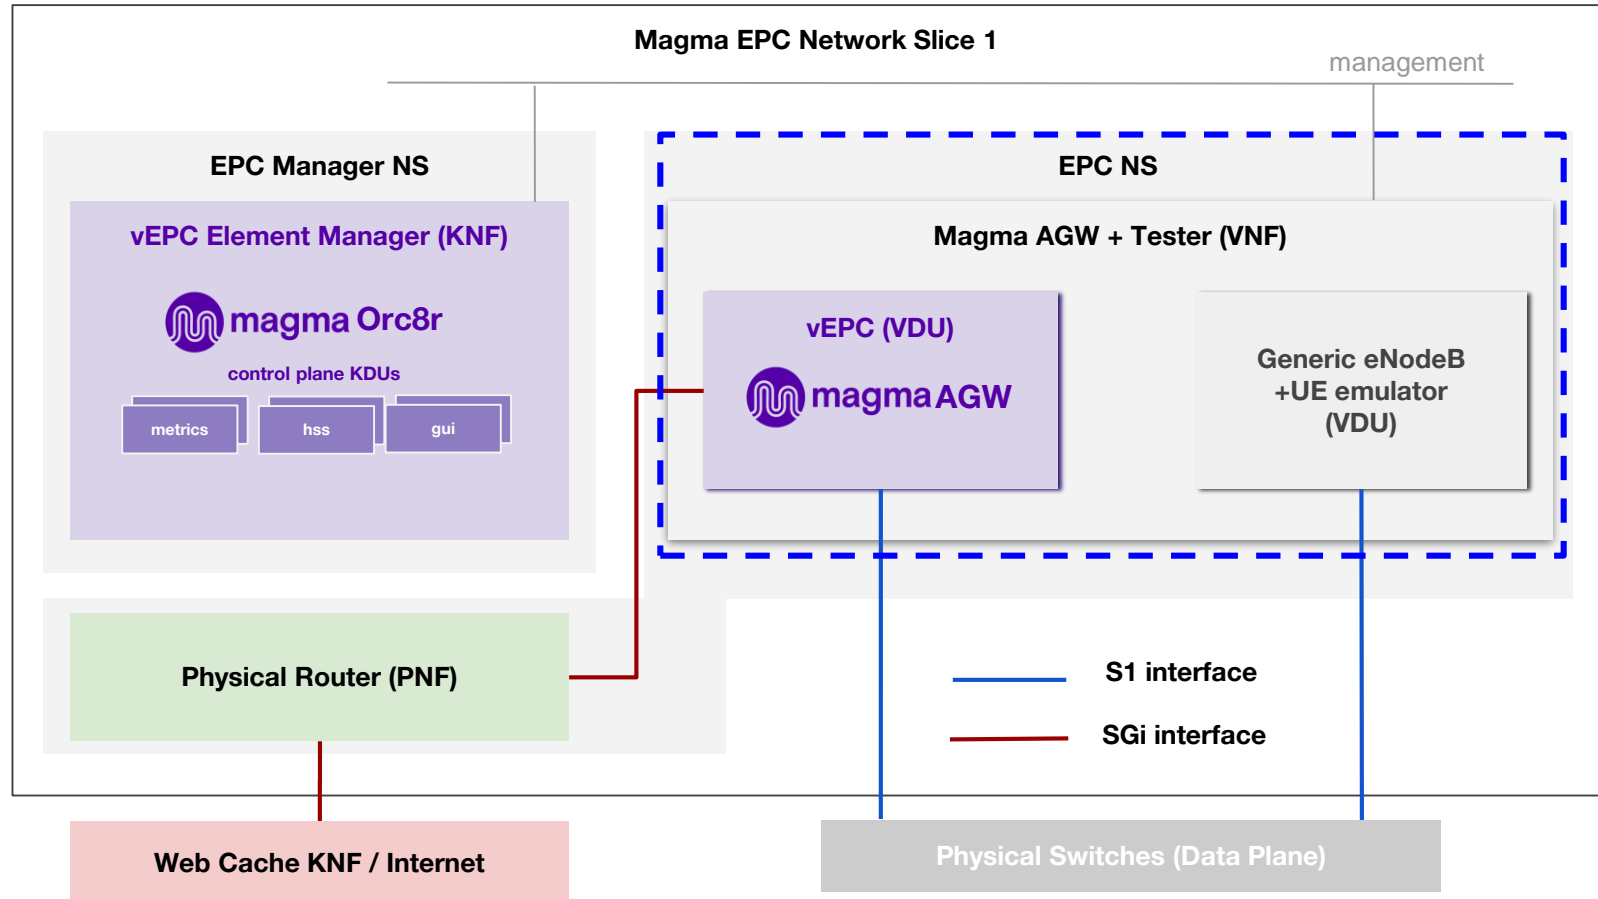 Magma EPC Network Slice 1
management
EPC Manager NS
vEPC Element Manager (KNF)
magma Orc8r
control plane KDUs
metrics
hss
gui
EPC NS
Magma AGW + Tester (VNF)
vEPC (VDU)
magma AGW
Generic eNodeB
+UE emulator
(VDU)
Physical Router (PNF)
S1 interface
SGi interface
Web Cache KNF / Internet
Physical Switches (Data Plane)